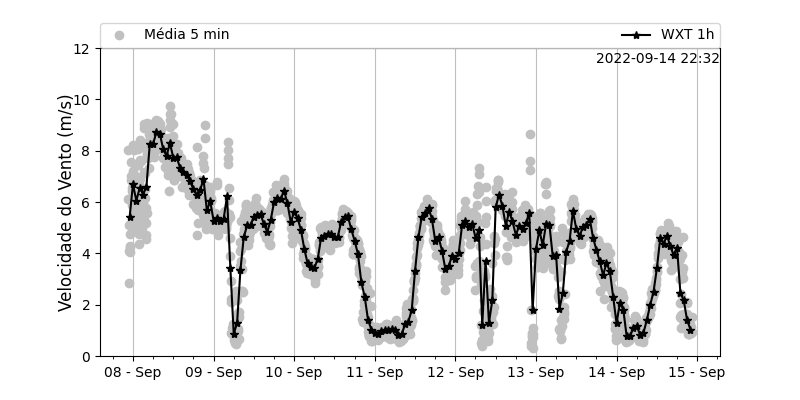 Média 5 min
WXT 1h
2022-09-14 22:32
Velocidade do Vento (m/s)
12
10
8
6
4
2
0
08 - Sep
09 - Sep
10 - Sep
11 - Sep
12 - Sep
13 - Sep
14 - Sep
15 - Sep